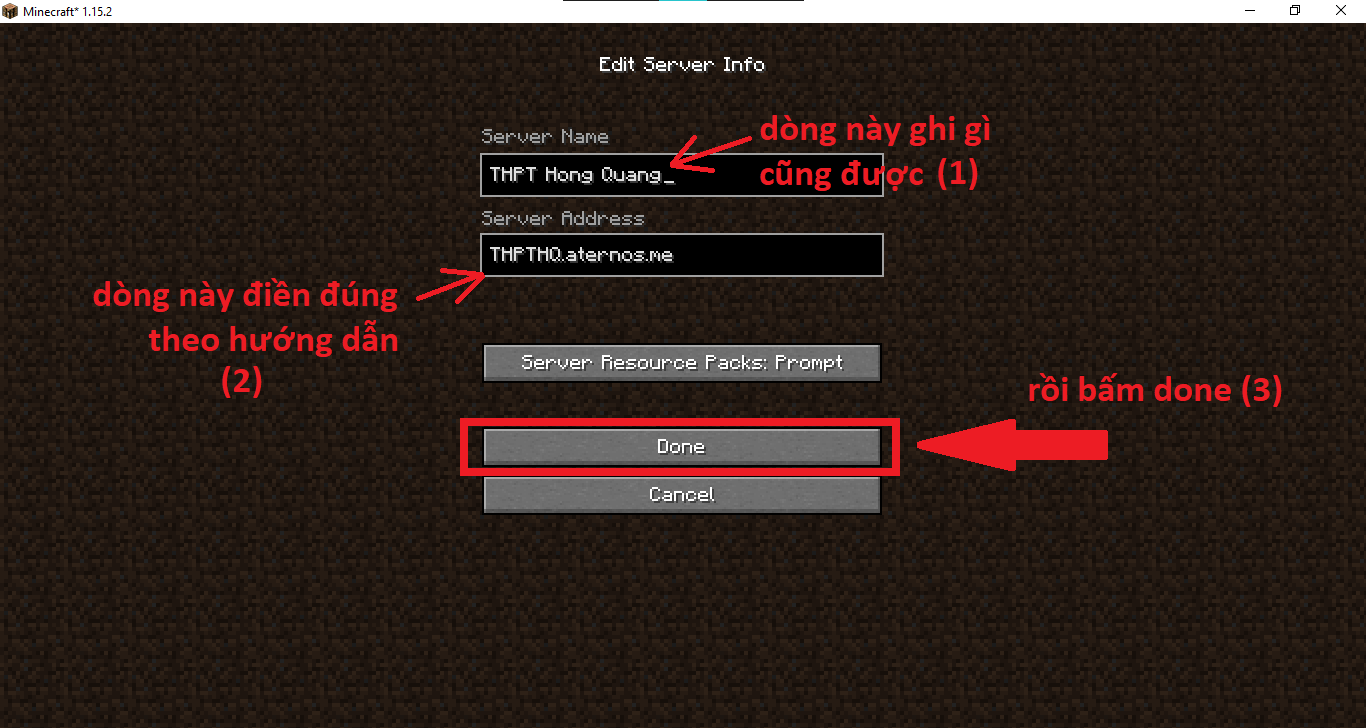 Minecraft* 1.15.2
Edit Server Info
Server Name
dòng này ghi gì
THPT Hong Quang_
cũng được (1)
Server Address
THPTHQ.aternos.me
dòng này điền đúng
theo hướng dẫn
(2)
Server Resource Packs: Prompt
rồi bấm done (3)
Done
Cancel